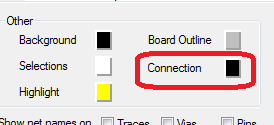 Other
Background Board Outline
Selections Connection
Highlight
Show net names on Traces Vias Pins